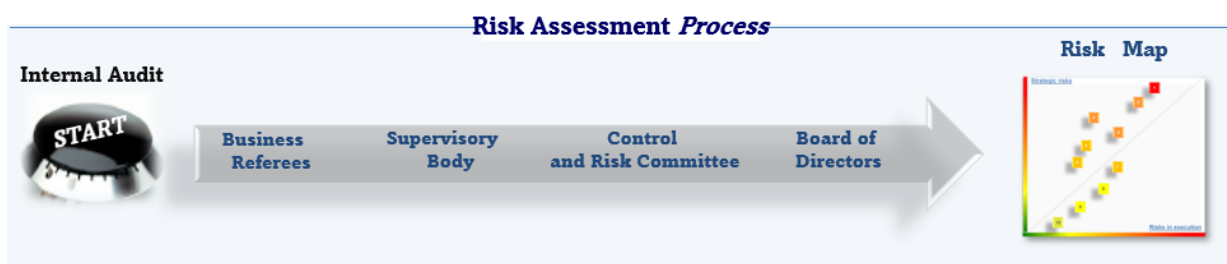 Risk Assessment Process
Risk Map
Internal Audit
START
Business
Referees
Supervisory
Body
Control
and Risk Committee
Board of
Directors
Strategic risks
Risks in execution